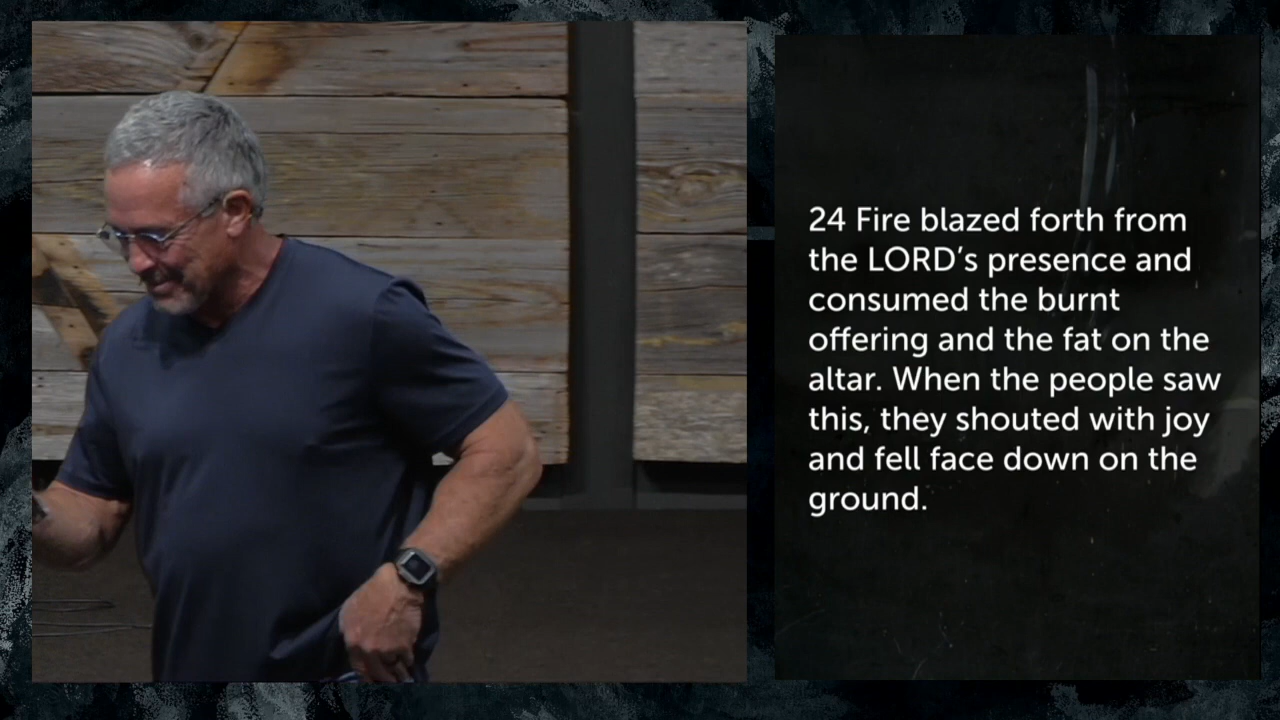 24 Fire blazed forth from
the LORD’s presence and
consumed the burnt
offering and the fat on the
altar. When the people saw
this, they shouted with joy
and fell face down on the
ground.